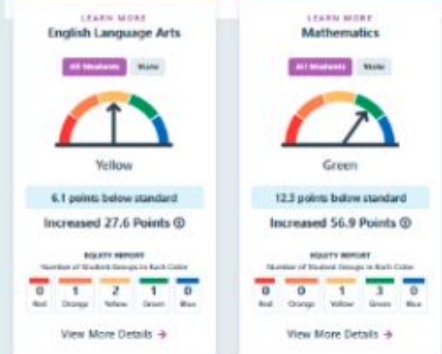 LEARN MORE
English Language Arts
All Students State
Yellow
6.1 points below standard
Increased 27.6 Points
EQUITY REPORT
Number of Student Groups in Each Color
0 1 2 1 0
Red Orange Yellow Green Blue
View More Details →
LEARN MORE
Mathematics
All Students State
Green
12.3 points below standard
Increased 56.9 Points
EQUITY REPORT
Number of Student Groups in Each Color
0 0 1 3 0
Red Orange Yellow Green Blue
View More Details →